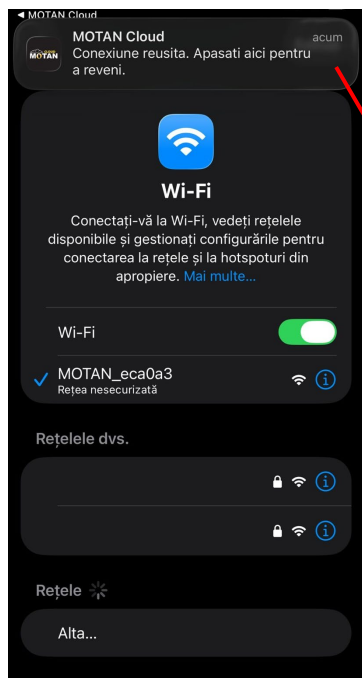 ◀ MOTAN Cloud
MOTAN Cloud
acum
Conexiune reusita. Apasati aici pentru
a reveni.
MOTAN
Wi-Fi
Conectați-vă la Wi-Fi, vedeți rețelele
disponibile și gestionați configurările pentru
conectarea la rețele și la hotspoturi din
apropiere. Mai multe...
Wi-Fi
MOTAN_eca0a3
Rețea nesecurizată
Rețelele dvs.
Rețele
Alta...